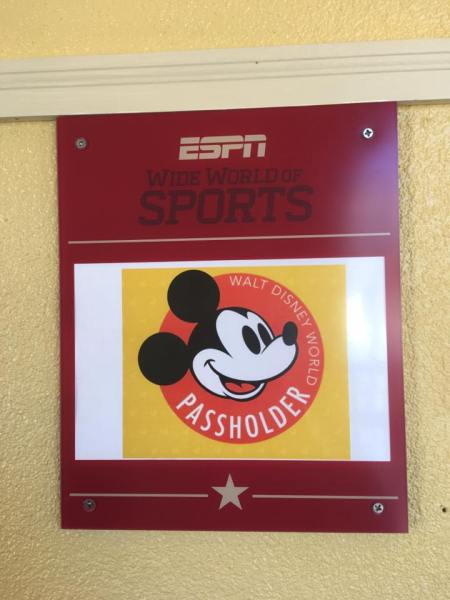 ESPN
WIDE WORLD OF
SPORTS
WALT DISNEY WORLD
PASSHOLDER